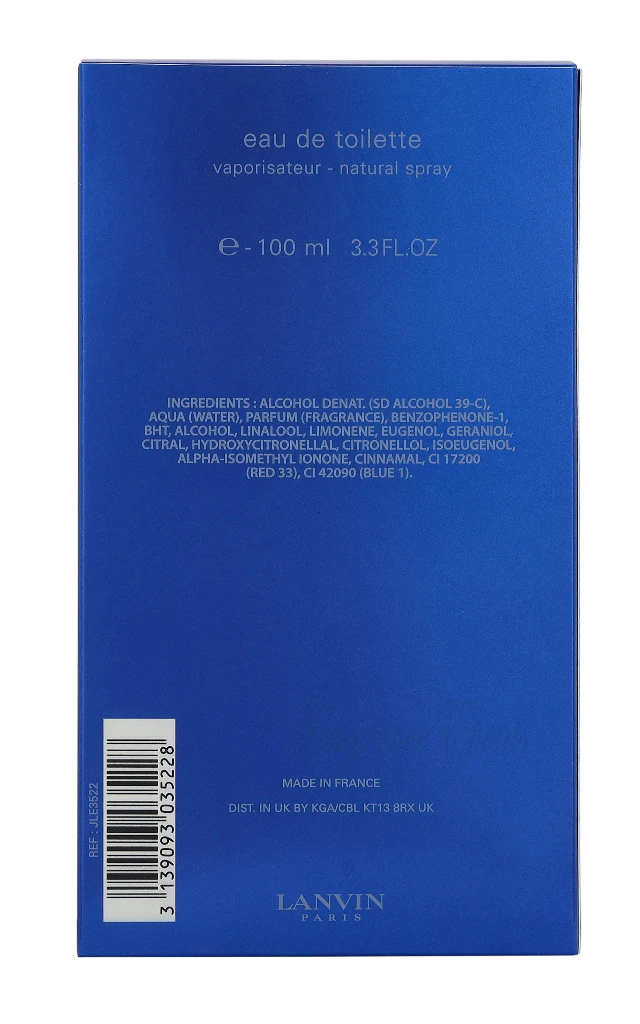 eau de toilette
vaporisateur - natural spray
℮ - 100 ml 3.3FL.OZ
INGREDIENTS : ALCOHOL DENAT. (SD ALCOHOL 39-C),
AQUA (WATER), PARFUM (FRAGRANCE), BENZOPHENONE-1,
BHT, ALCOHOL, LINALOOL, LIMONENE, EUGENOL, GERANIOL,
CITRAL, HYDROXYCITRONELLAL, CITRONELLOL, ISOEUGENOL,
ALPHA-ISOMETHYL IONONE, CINNAMAL, CI 17200
(RED 33), CI 42090 (BLUE 1).
REF : JLE3522
3 139093 035228
MADE IN FRANCE
DIST. IN UK BY KGA/CBL KT13 8RX UK
LANVIN
PARIS